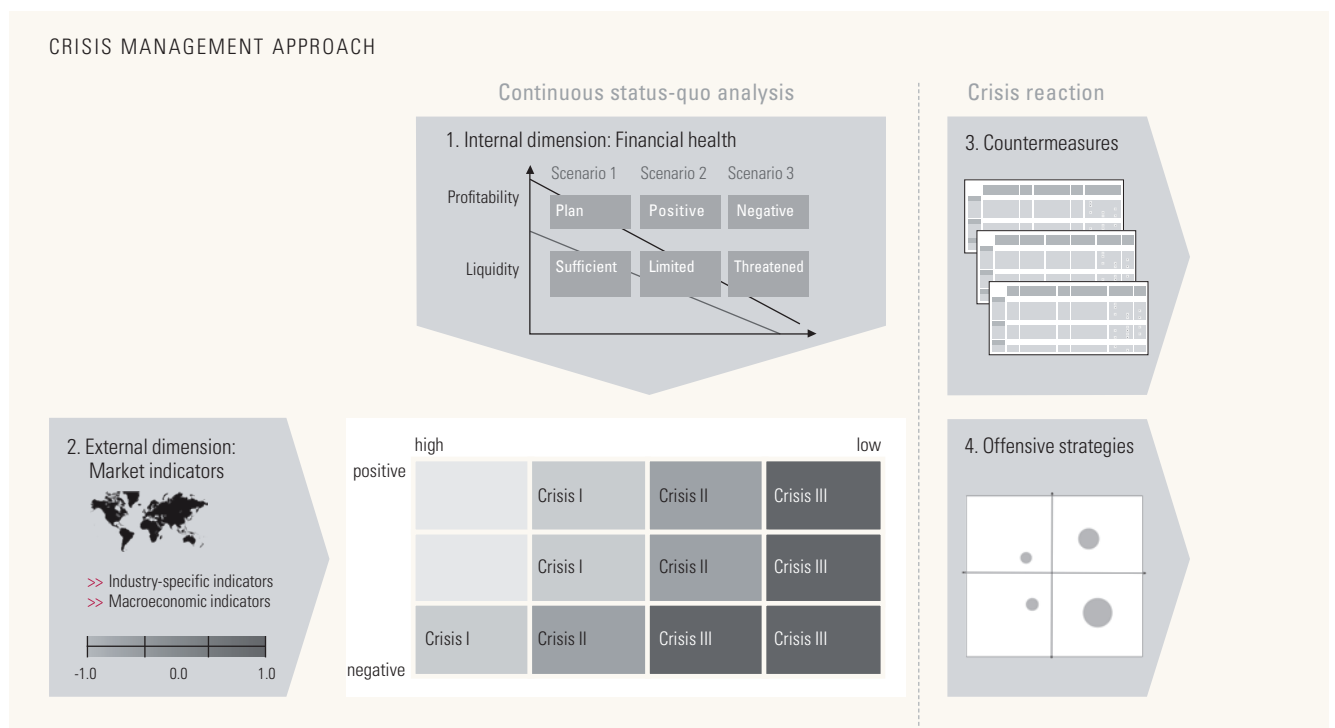 CRISIS MANAGEMENT APPROACH
Continuous status-quo analysis
Crisis reaction
1. Internal dimension: Financial health
Scenario 1 Scenario 2 Scenario 3
Profitability
Plan Positive Negative
Liquidity
Sufficient Limited Threatened
3. Countermeasures
2. External dimension:
Market indicators
>> Industry-specific indicators
>> Macroeconomic indicators
-1.0 0.0 1.0
high low
positive
Crisis I Crisis II Crisis III
Crisis I Crisis II Crisis III
Crisis I Crisis II Crisis III Crisis III
negative
4. Offensive strategies